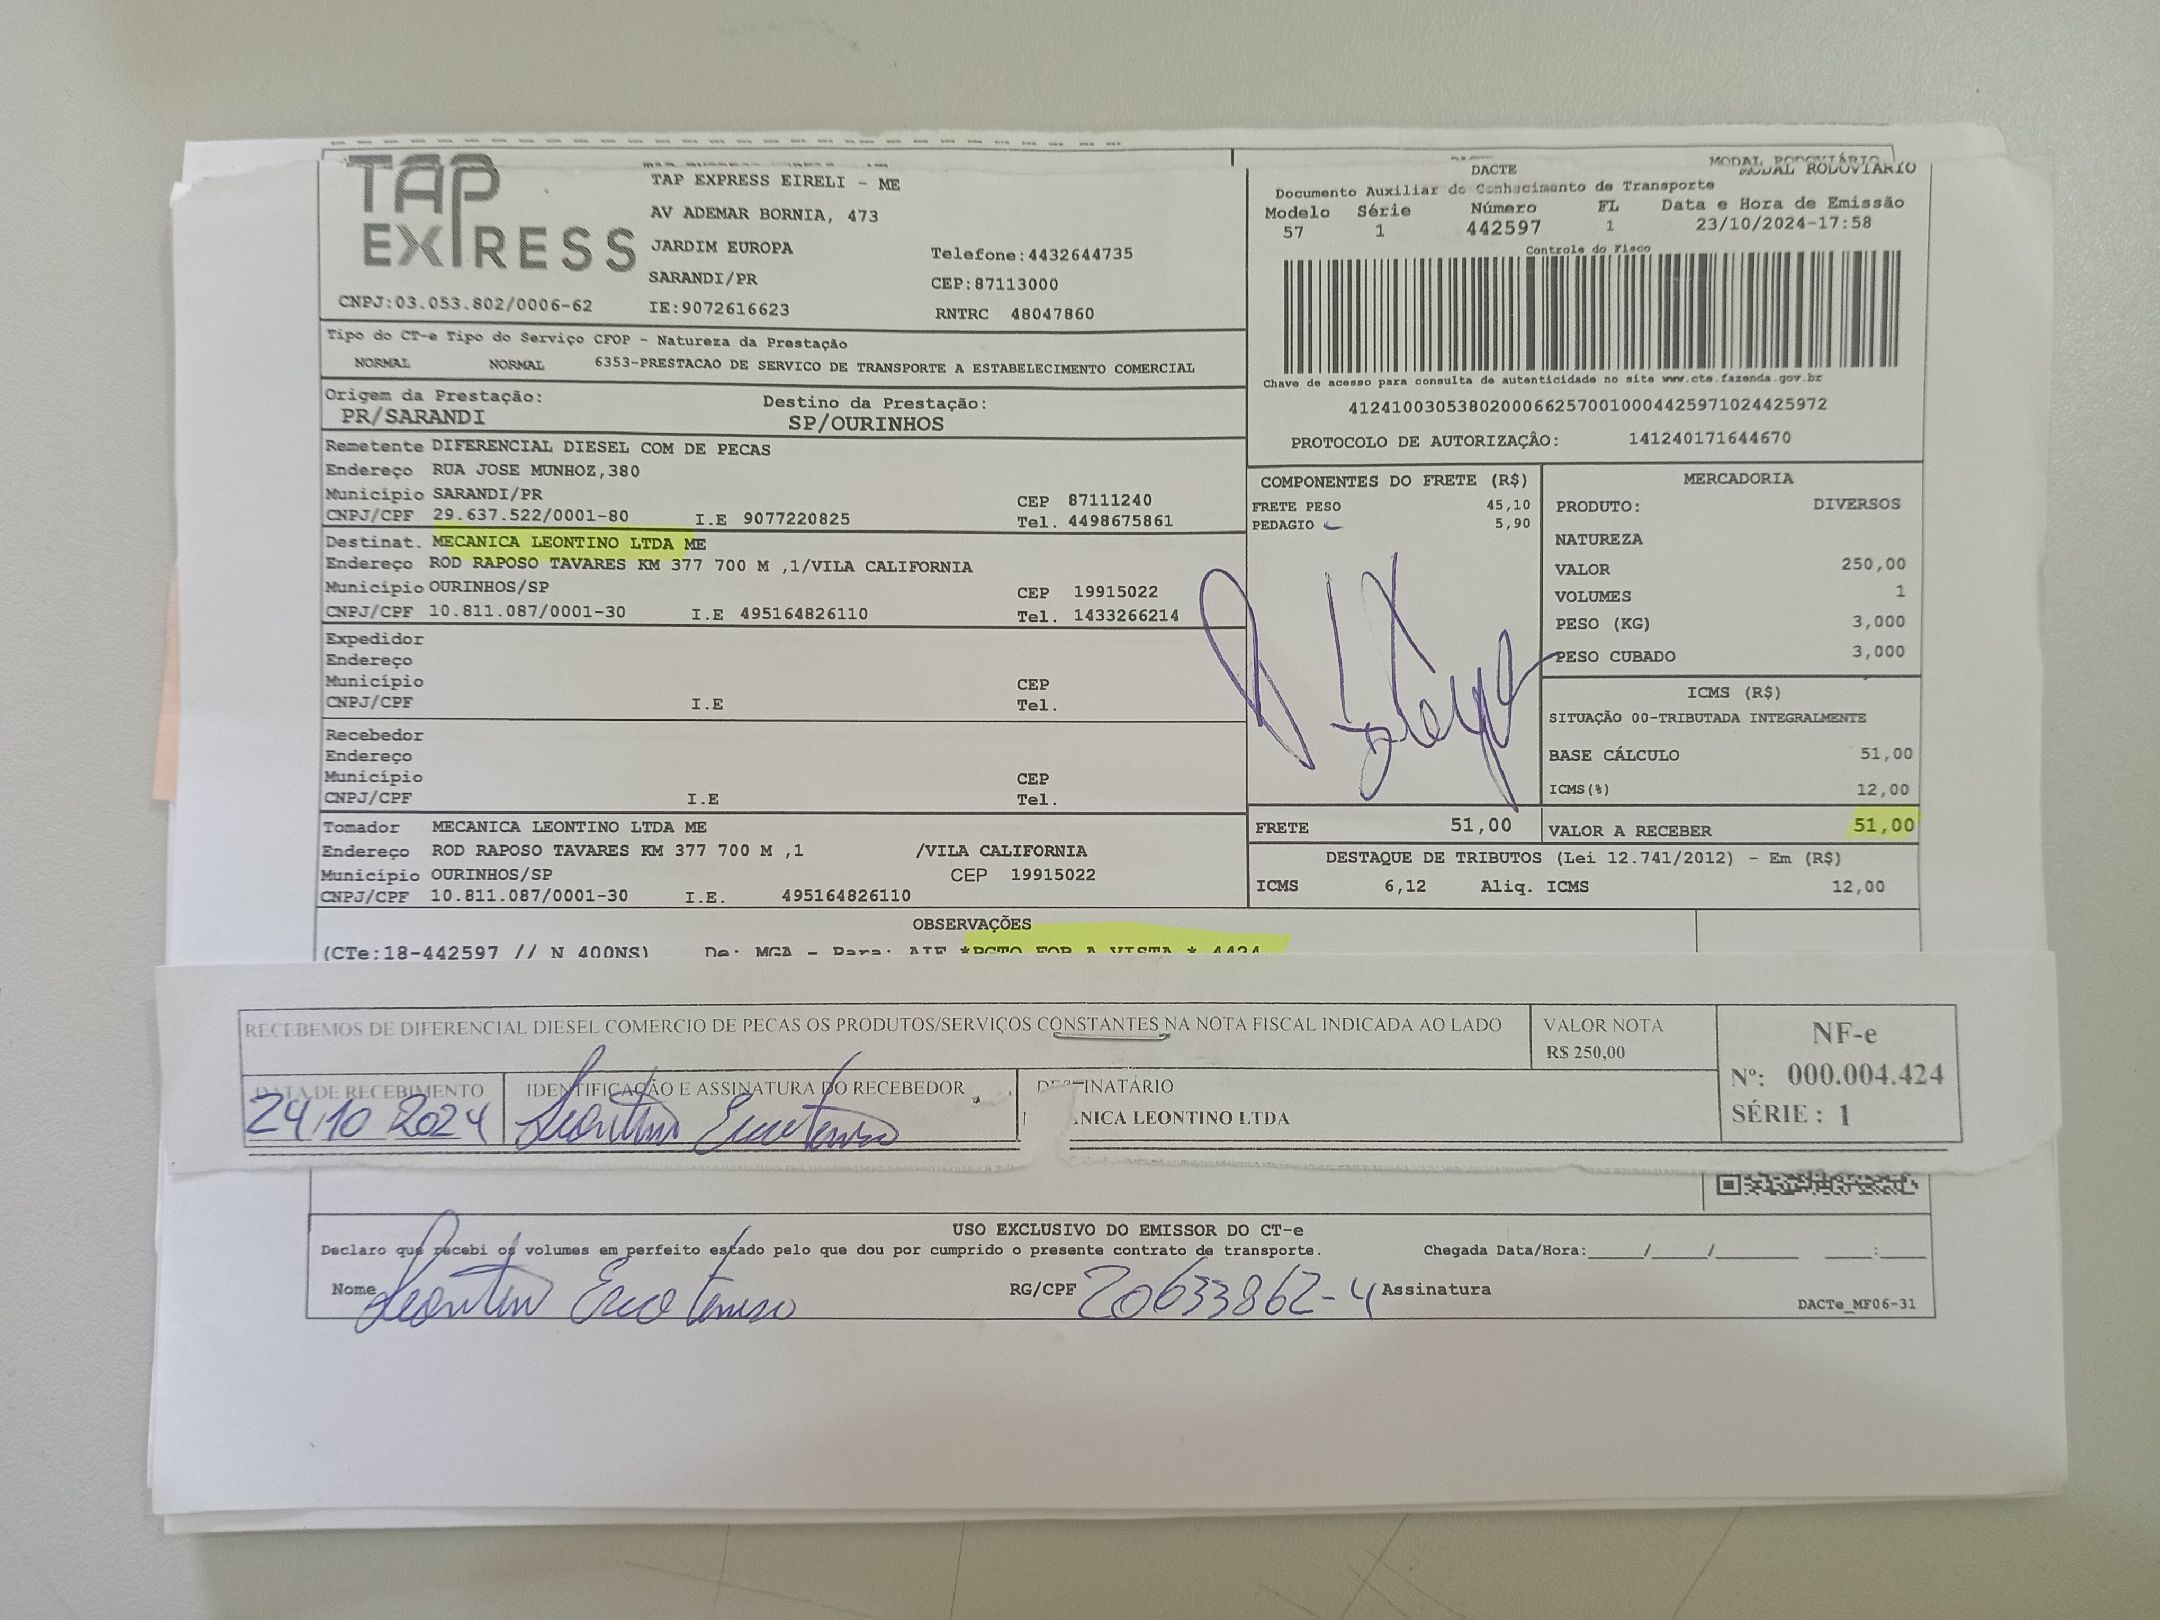 TAP EXPRESS
TAP EXPRESS EIRELI - ME
AV ADEMAR BORNIA, 473
JARDIM EUROPA
Telefone:4432644735
SARANDI/PR
CEP:87113000
CNPJ:03.053.802/0006-62
IE:9072616623
RNTRC 48047860
DACTE
MODAL RODOVIÁRIO
Documento Auxiliar do Conhecimento de Transporte
Modelo Série Número FL Data e Hora de Emissão
57 1 442597 1 23/10/2024-17:58
Controle do Fisco
Chave de acesso para consulta de autenticidade no site www.cte.fazenda.gov.br
41241003053802000662570010004425971024425972
PROTOCOLO DE AUTORIZAÇÃO: 141240171644670
Tipo do CT-e Tipo do Serviço CFOP - Natureza da Prestação
NORMAL NORMAL 6353-PRESTACAO DE SERVICO DE TRANSPORTE A ESTABELECIMENTO COMERCIAL
Origem da Prestação: Destino da Prestação:
PR/SARANDI SP/OURINHOS
Remetente DIFERENCIAL DIESEL COM DE PECAS
Endereço RUA JOSE MUNHOZ,380
Município SARANDI/PR CEP 87111240
CNPJ/CPF 29.637.522/0001-80 I.E 9077220825 Tel. 4498675861
Destinat. MECANICA LEONTINO LTDA ME
Endereço ROD RAPOSO TAVARES KM 377 700 M ,1/VILA CALIFORNIA
Município OURINHOS/SP CEP 19915022
CNPJ/CPF 10.811.087/0001-30 I.E 495164826110 Tel. 1433266214
Expedidor
Endereço
Município CEP
CNPJ/CPF I.E Tel.
Recebedor
Endereço
Município CEP
CNPJ/CPF I.E Tel.
Tomador MECANICA LEONTINO LTDA ME
Endereço ROD RAPOSO TAVARES KM 377 700 M ,1 /VILA CALIFORNIA
Município OURINHOS/SP CEP 19915022
CNPJ/CPF 10.811.087/0001-30 I.E. 495164826110
COMPONENTES DO FRETE (R$)
FRETE PESO 45,10
PEDAGIO 5,90
FRETE 51,00
MERCADORIA
PRODUTO: DIVERSOS
NATUREZA
VALOR 250,00
VOLUMES 1
PESO (KG) 3,000
PESO CUBADO 3,000
ICMS (R$)
SITUAÇÃO 00-TRIBUTADA INTEGRALMENTE
BASE CÁLCULO 51,00
ICMS(%) 12,00
VALOR A RECEBER 51,00
DESTAQUE DE TRIBUTOS (Lei 12.741/2012) - Em (R$)
ICMS 6,12 Aliq. ICMS 12,00
OBSERVAÇÕES
(CTe:18-442597 // N 400NS) De: MGA - Para: *PGTO FOB A VISTA * 4424
RECEBEMOS DE DIFERENCIAL DIESEL COMERCIO DE PECAS OS PRODUTOS/SERVIÇOS CONSTANTES NA NOTA FISCAL INDICADA AO LADO
VALOR NOTA
R$ 250,00
NF-e
Nº: 000.004.424
SÉRIE : 1
DATA DE RECEBIMENTO
24/10 2024
IDENTIFICAÇÃO E ASSINATURA DO RECEBEDOR
DESTINATÁRIO
NICA LEONTINO LTDA
USO EXCLUSIVO DO EMISSOR DO CT-e
Declaro que recebi os volumes em perfeito estado pelo que dou por cumprido o presente contrato de transporte. Chegada Data/Hora:____/____/______ ____:____
Nome RG/CPF 20633862-4 Assinatura
DACTe_MF06-31